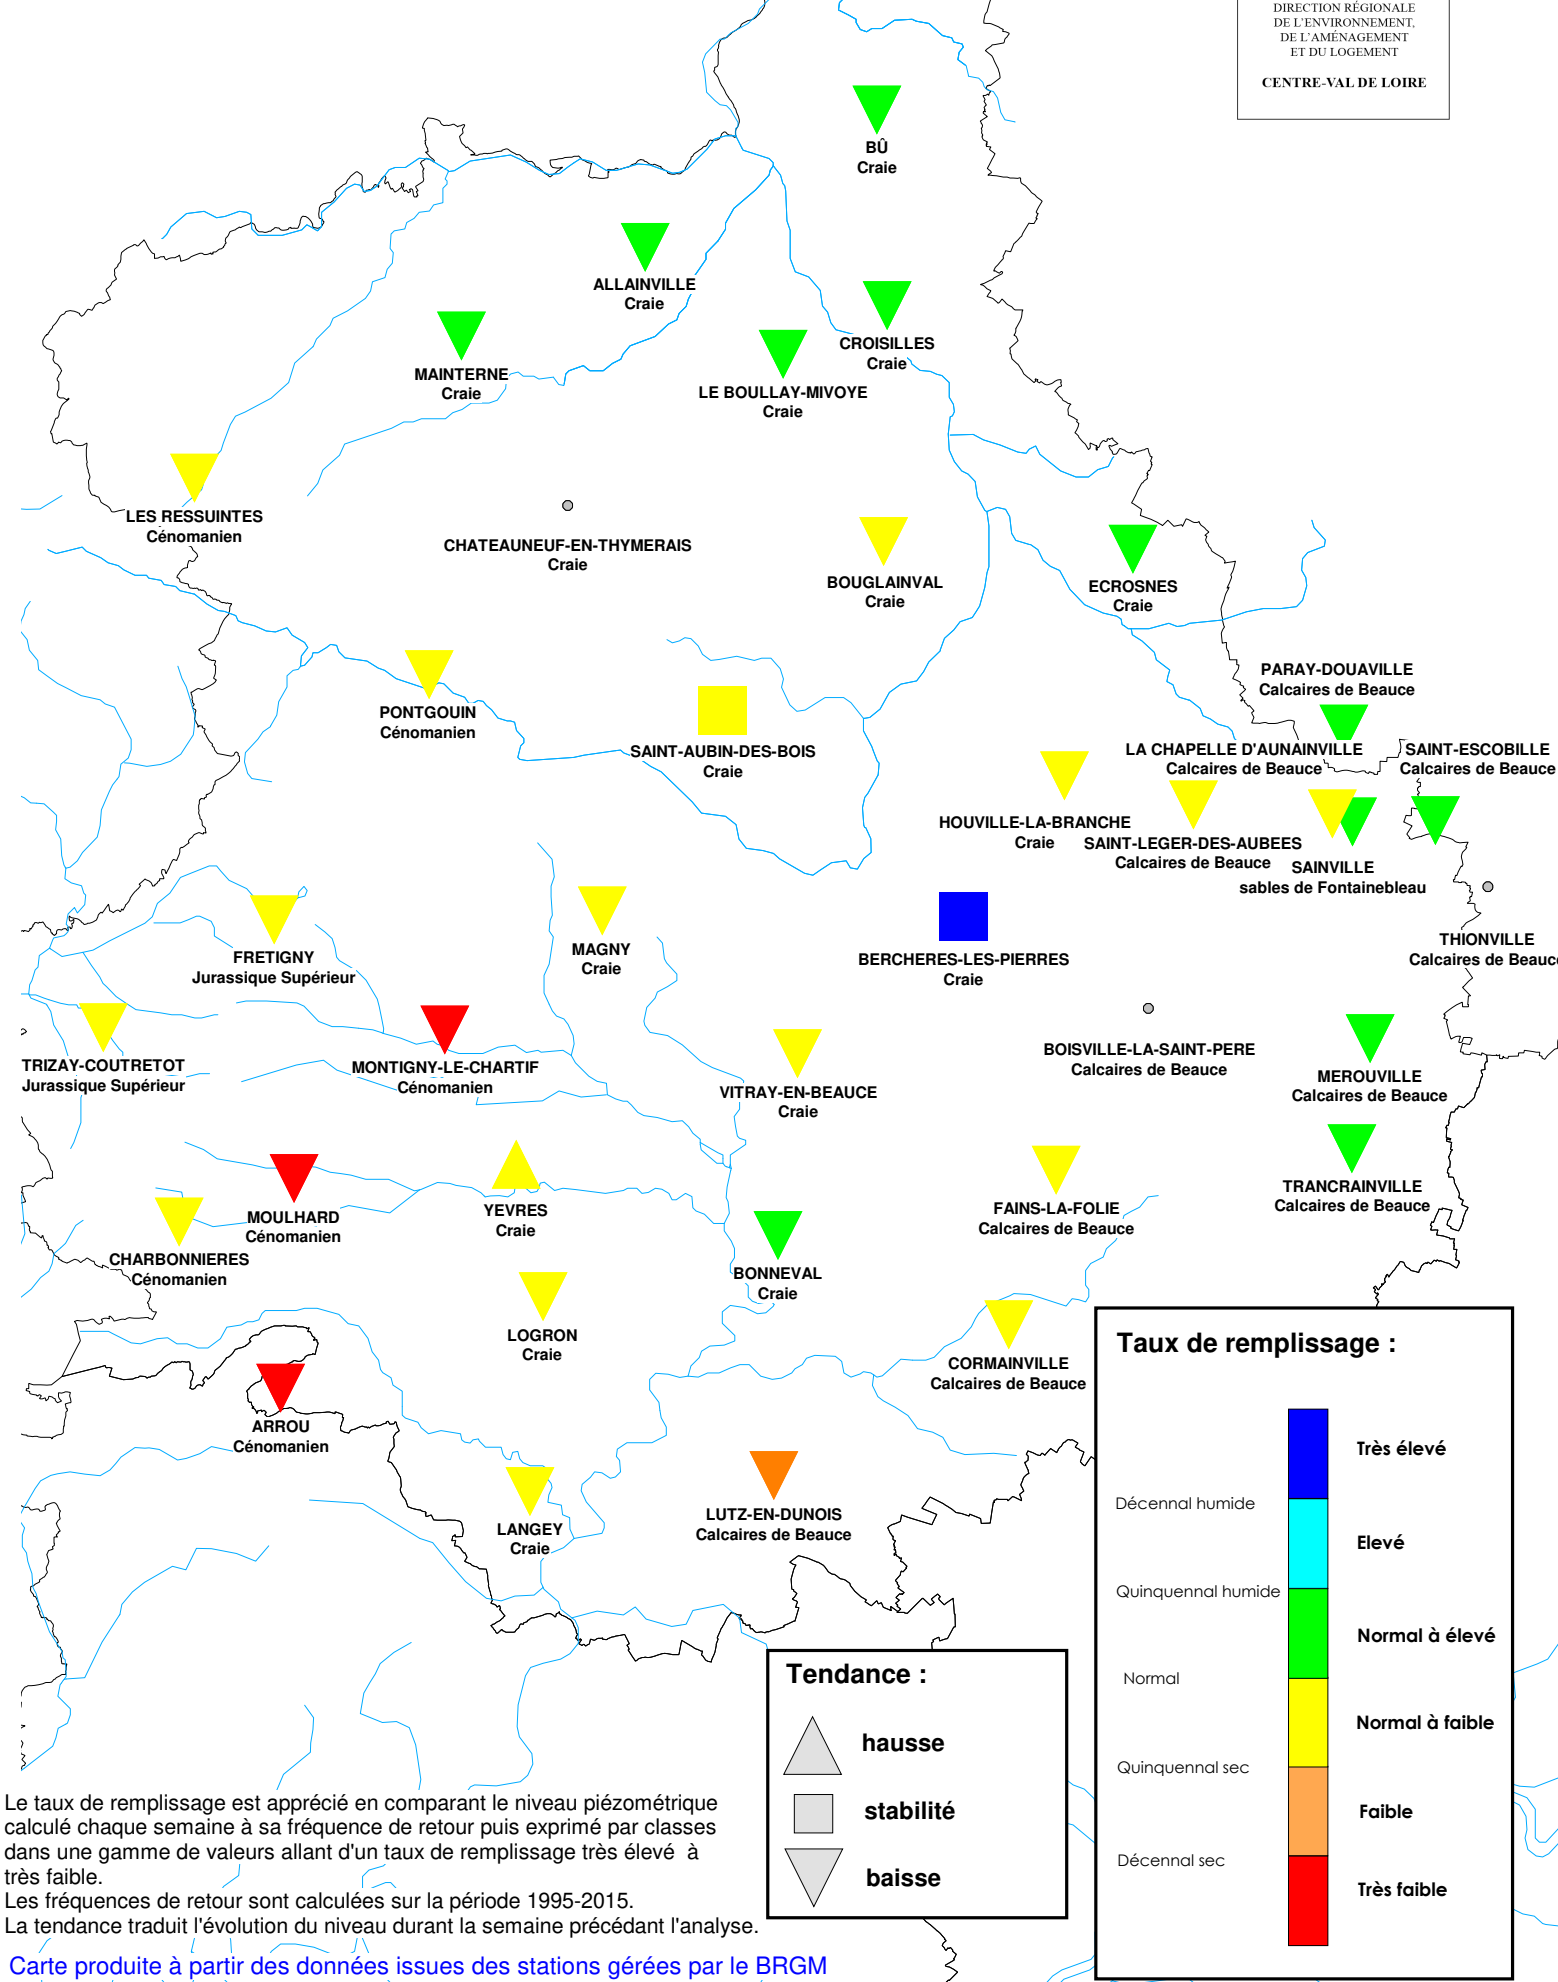 DIRECTION RÉGIONALE
DE L'ENVIRONNEMENT,
DE L'AMÉNAGEMENT
ET DU LOGEMENT
CENTRE-VAL DE LOIRE
BÛ
Craie
ALLAINVILLE
Craie
CROISILLES
Craie
MAINTERNE
Craie
LE BOULLAY-MIVOYE
Craie
LES RESSUINTES
Cénomanien
CHATEAUNEUF-EN-THYMERAIS
Craie
BOUGLAINVAL
Craie
ECROSNES
Craie
PARAY-DOUAVILLE
Calcaires de Beauce
PONTGOUIN
Cénomanien
SAINT-AUBIN-DES-BOIS
Craie
LA CHAPELLE D'AUNAINVILLE
Calcaires de Beauce
SAINT-ESCOBILLE
Calcaires de Beauce
HOUVILLE-LA-BRANCHE
Craie
SAINT-LEGER-DES-AUBEES
Calcaires de Beauce
SAINVILLE
sables de Fontainebleau
FRETIGNY
Jurassique Supérieur
MAGNY
Craie
BERCHERES-LES-PIERRES
Craie
THIONVILLE
Calcaires de Beauce
TRIZAY-COUTRETOT
Jurassique Supérieur
MONTIGNY-LE-CHARTIF
Cénomanien
VITRAY-EN-BEAUCE
Craie
BOISVILLE-LA-SAINT-PERE
Calcaires de Beauce
MEROUVILLE
Calcaires de Beauce
MOULHARD
Cénomanien
YEVRES
Craie
FAINS-LA-FOLIE
Calcaires de Beauce
TRANCRAINVILLE
Calcaires de Beauce
CHARBONNIERES
Cénomanien
BONNEVAL
Craie
LOGRON
Craie
CORMAINVILLE
Calcaires de Beauce
ARROU
Cénomanien
LANGEY
Craie
LUTZ-EN-DUNOIS
Calcaires de Beauce
Taux de remplissage :
Très élevé
Décennal humide
Elevé
Quinquennal humide
Normal à élevé
Normal
Normal à faible
Quinquennal sec
Faible
Décennal sec
Très faible
Tendance :
hausse
stabilité
baisse
Le taux de remplissage est apprécié en comparant le niveau piézométrique
calculé chaque semaine à sa fréquence de retour puis exprimé par classes
dans une gamme de valeurs allant d'un taux de remplissage très élevé à
très faible.
Les fréquences de retour sont calculées sur la période 1995-2015.
La tendance traduit l'évolution du niveau durant la semaine précédant l'analyse.
Carte produite à partir des données issues des stations gérées par le BRGM